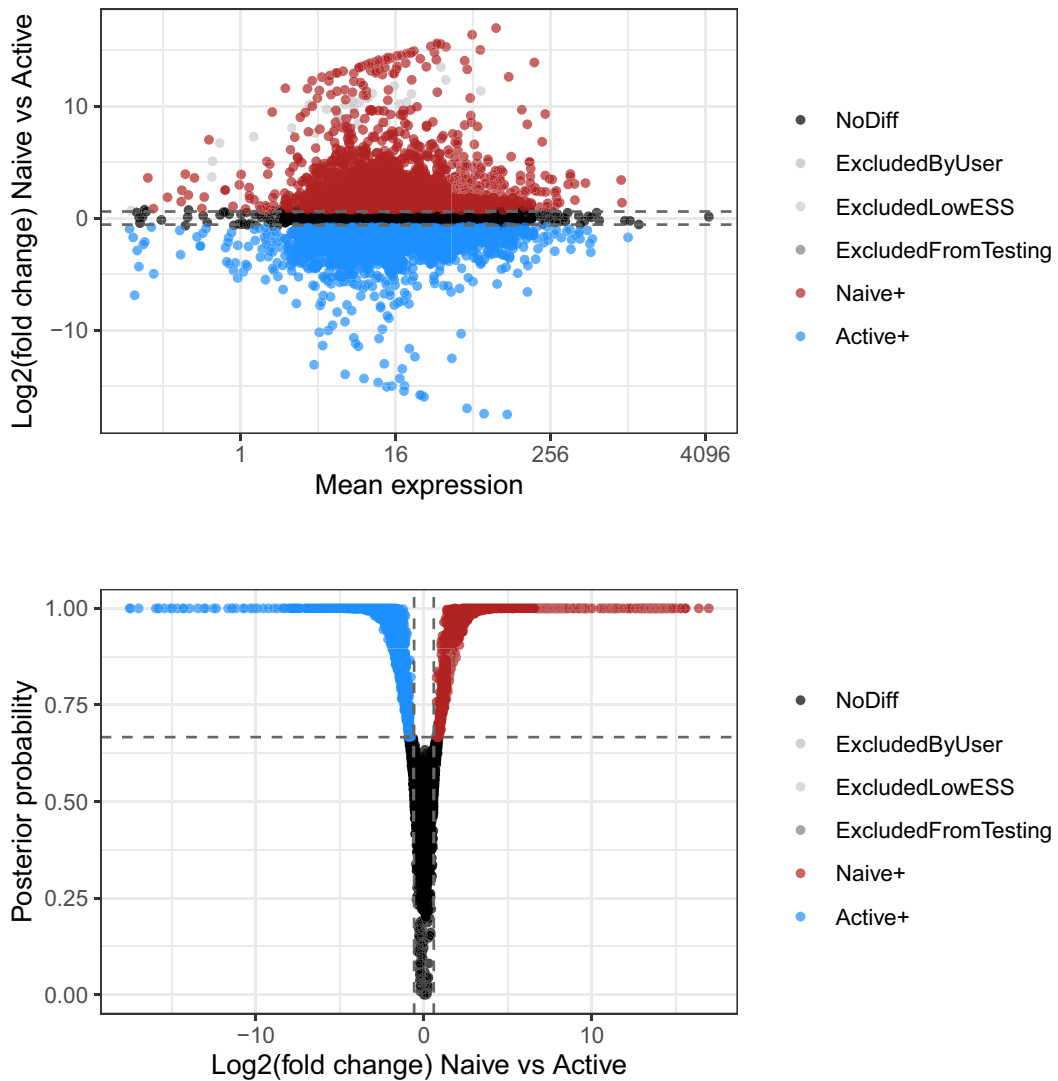 Log2(fold change) Naive vs Active
10
0
−10
1
16
256
4096
Mean expression
NoDiff
ExcludedByUser
ExcludedLowESS
ExcludedFromTesting
Naive+
Active+
Posterior probability
1.00
0.75
0.50
0.25
0.00
−10
0
10
Log2(fold change) Naive vs Active
NoDiff
ExcludedByUser
ExcludedLowESS
ExcludedFromTesting
Naive+
Active+